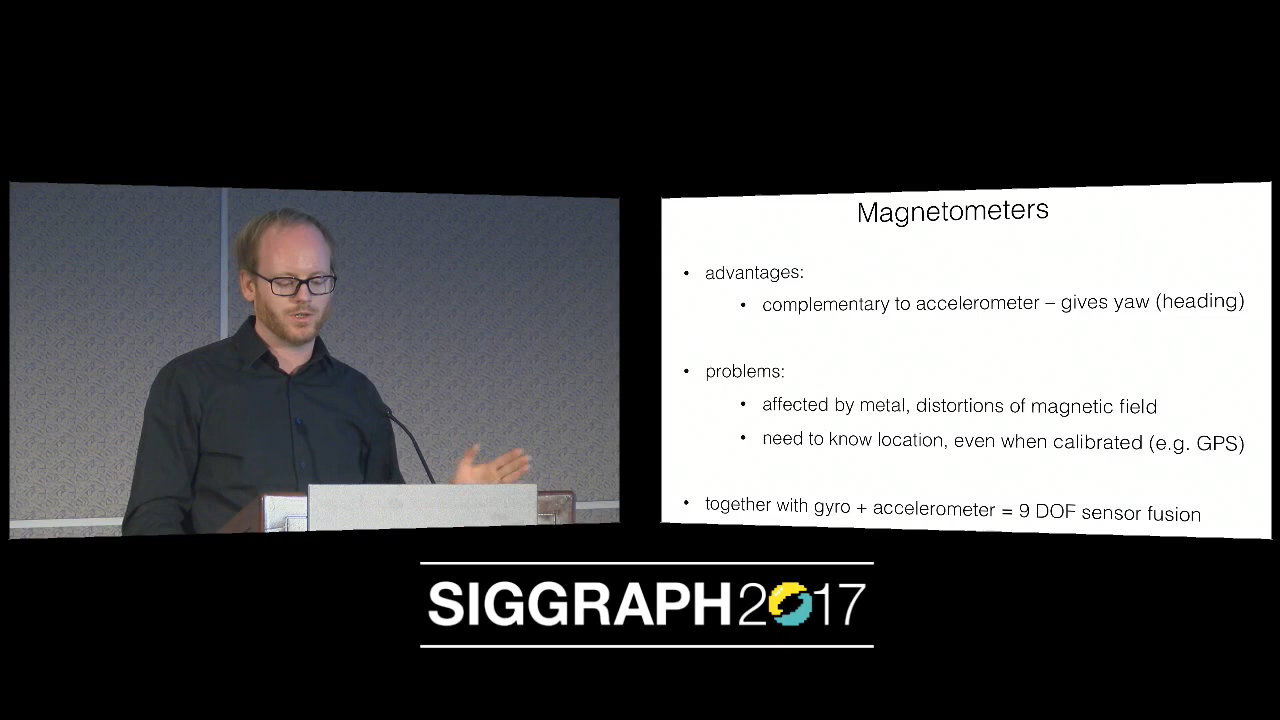 Magnetometers
• advantages:
• complementary to accelerometer – gives yaw (heading)
• problems:
• affected by metal, distortions of magnetic field
• need to know location, even when calibrated (e.g. GPS)
• together with gyro + accelerometer = 9 DOF sensor fusion
SIGGRAPH2017